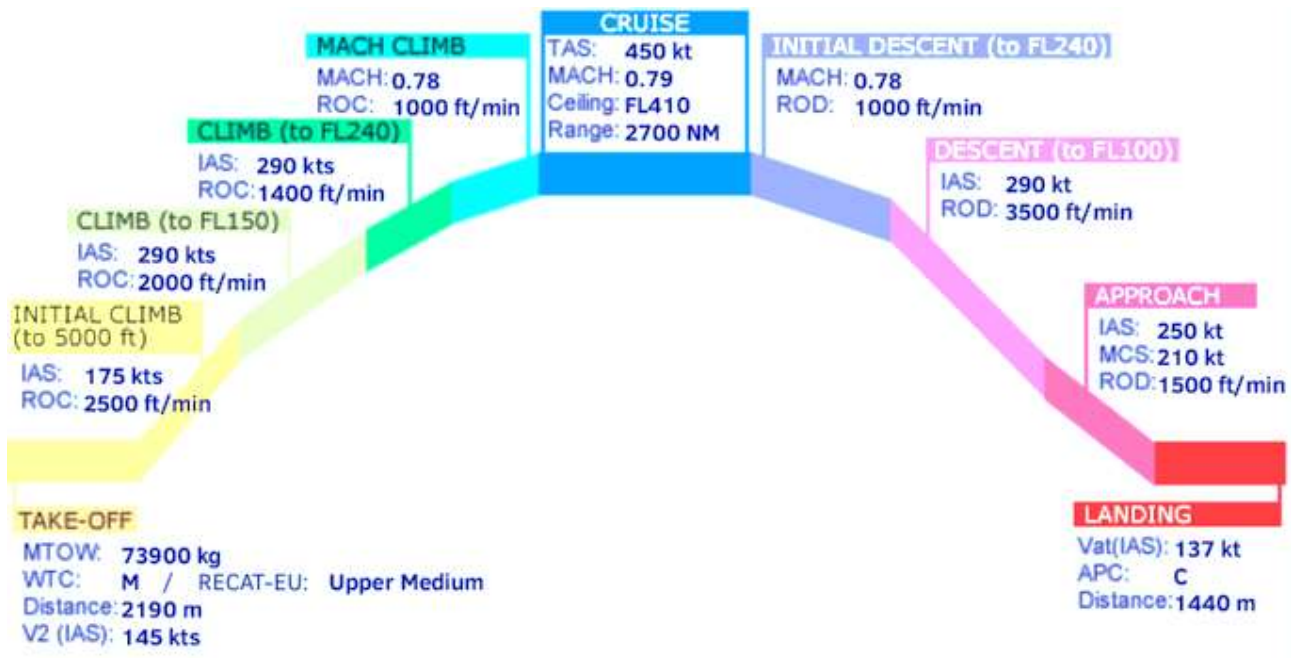 CRUISE
TAS: 450 kt
MACH: 0.79
Ceiling: FL410
Range: 2700 NM
MACH CLIMB
MACH: 0.78
ROC: 1000 ft/min
INITIAL DESCENT (to FL240)
MACH: 0.78
ROD: 1000 ft/min
CLIMB (to FL240)
IAS: 290 kts
ROC: 1400 ft/min
DESCENT (to FL100)
IAS: 290 kt
ROD: 3500 ft/min
CLIMB (to FL150)
IAS: 290 kts
ROC: 2000 ft/min
INITIAL CLIMB
(to 5000 ft)
IAS: 175 kts
ROC: 2500 ft/min
APPROACH
IAS: 250 kt
MCS: 210 kt
ROD: 1500 ft/min
TAKE-OFF
MTOW: 73900 kg
WTC: M / RECAT-EU: Upper Medium
Distance: 2190 m
V2 (IAS): 145 kts
LANDING
Vat(IAS): 137 kt
APC: C
Distance: 1440 m